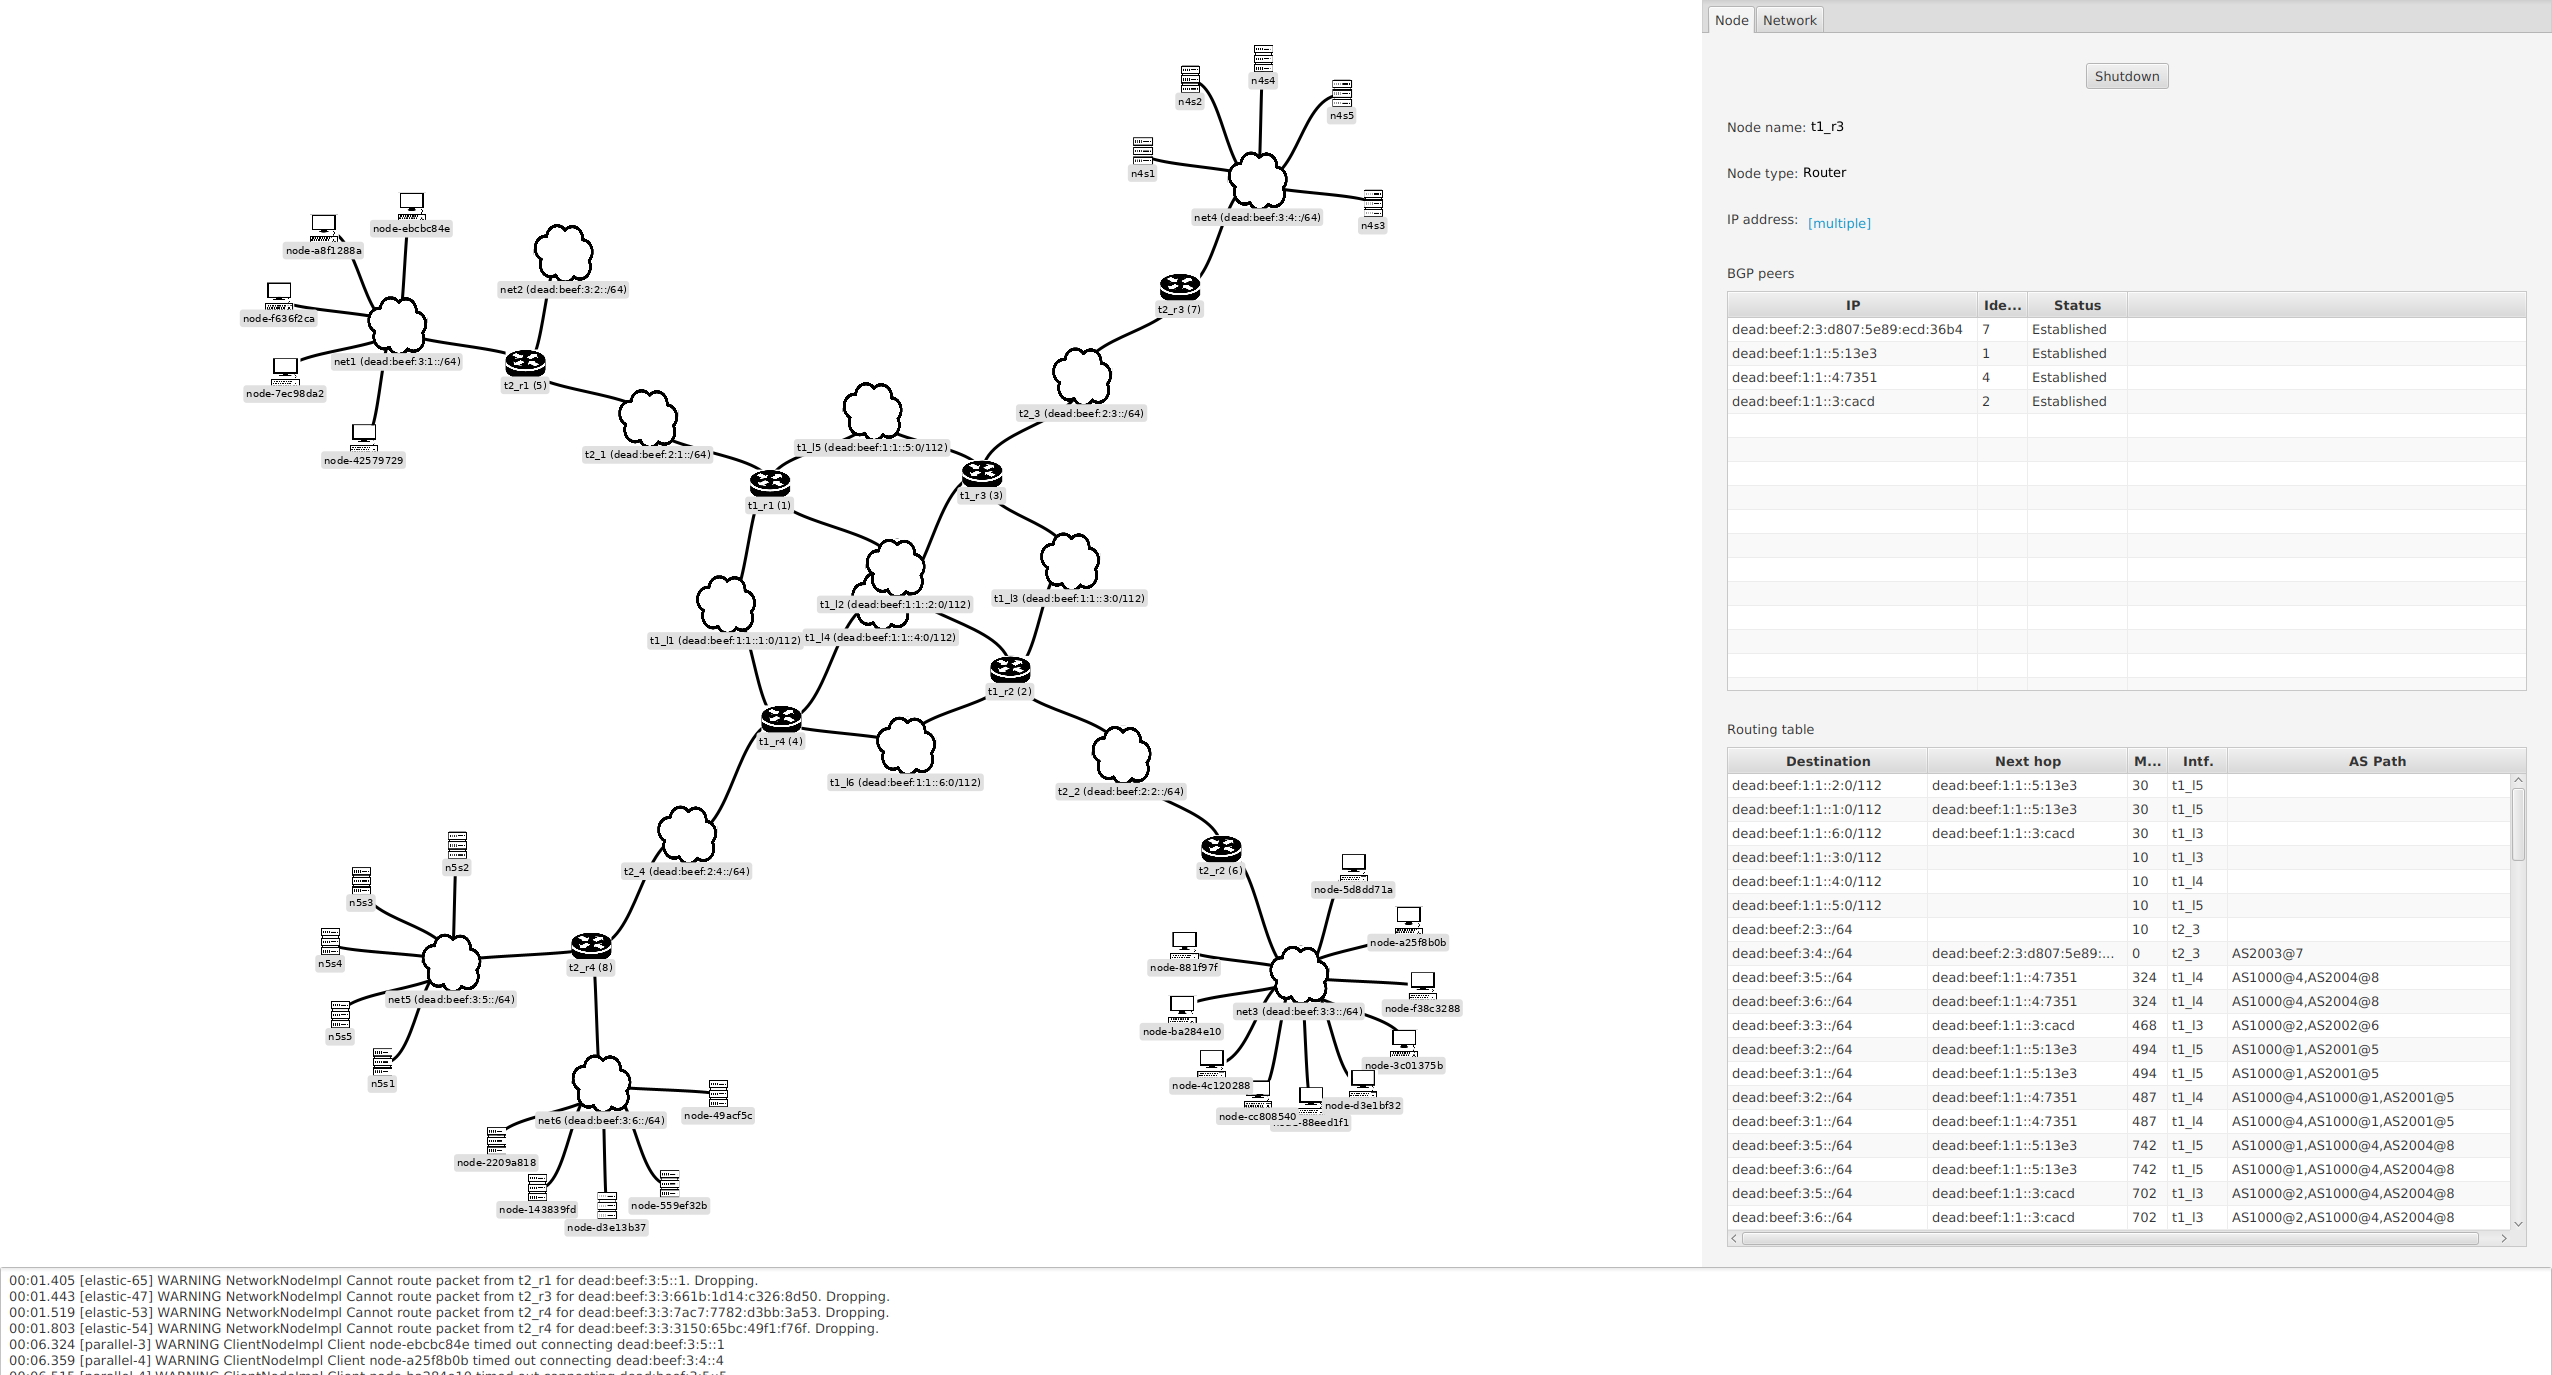 n4s4
n4s2
n4s5
n4s1
net4 (dead:beef:3:4::/64)
n4s3
node-ebcbc84e
node-a8f1288a
net2 (dead:beef:3:2::/64)
node-f636f2ca
t2_r3 (7)
net1 (dead:beef:3:1::/64)
t2_r1 (5)
node-7ec98da2
t2_3 (dead:beef:2:3::/64)
t1_l5 (dead:beef:1:1::5:0/112)
t2_1 (dead:beef:2:1::/64)
node-42579729
t1_r3 (3)
t1_r1 (1)
t1_l3 (dead:beef:1:1::3:0/112)
t1_l2 (dead:beef:1:1::2:0/112)
t1_l1 (dead:beef:1:1::1:0/112)
t1_l4 (dead:beef:1:1::4:0/112)
t1_r2 (2)
t1_r4 (4)
t1_l6 (dead:beef:1:1::6:0/112)
t2_2 (dead:beef:2:2::/64)
n5s2
t2_4 (dead:beef:2:4::/64)
t2_r2 (6)
node-5d8dd71a
n5s3
node-a25f8b0b
n5s4
t2_r4 (8)
node-881f97f
net5 (dead:beef:3:5::/64)
node-f38c3288
net3 (dead:beef:3:3::/64)
n5s5
node-ba284e10
node-3c01375b
n5s1
node-4c120288
node-d3e1bf32
node-49acf5c
node-cc808540
-88eed1f1
net6 (dead:beef:3:6::/64)
node-2209a818
node-559ef32b
node-143839fd
node-d3e13b37
Node Network
Shutdown
Node name: t1_r3
Node type: Router
IP address: [multiple]
BGP peers
IP Ide... Status
dead:beef:2:3:d807:5e89:ecd:36b4 7 Established
dead:beef:1:1::5:13e3 1 Established
dead:beef:1:1::4:7351 4 Established
dead:beef:1:1::3:cacd 2 Established
Routing table
Destination Next hop M... Intf. AS Path
dead:beef:1:1::2:0/112 dead:beef:1:1::5:13e3 30 t1_l5
dead:beef:1:1::1:0/112 dead:beef:1:1::5:13e3 30 t1_l5
dead:beef:1:1::6:0/112 dead:beef:1:1::3:cacd 30 t1_l3
dead:beef:1:1::3:0/112 10 t1_l3
dead:beef:1:1::4:0/112 10 t1_l4
dead:beef:1:1::5:0/112 10 t1_l5
dead:beef:2:3::/64 10 t2_3
dead:beef:3:4::/64 dead:beef:2:3:d807:5e89:... 0 t2_3 AS2003@7
dead:beef:3:5::/64 dead:beef:1:1::4:7351 324 t1_l4 AS1000@4,AS2004@8
dead:beef:3:6::/64 dead:beef:1:1::4:7351 324 t1_l4 AS1000@4,AS2004@8
dead:beef:3:3::/64 dead:beef:1:1::3:cacd 468 t1_l3 AS1000@2,AS2002@6
dead:beef:3:2::/64 dead:beef:1:1::5:13e3 494 t1_l5 AS1000@1,AS2001@5
dead:beef:3:1::/64 dead:beef:1:1::5:13e3 494 t1_l5 AS1000@1,AS2001@5
dead:beef:3:2::/64 dead:beef:1:1::4:7351 487 t1_l4 AS1000@4,AS1000@1,AS2001@5
dead:beef:3:1::/64 dead:beef:1:1::4:7351 487 t1_l4 AS1000@4,AS1000@1,AS2001@5
dead:beef:3:5::/64 dead:beef:1:1::5:13e3 742 t1_l5 AS1000@1,AS1000@4,AS2004@8
dead:beef:3:6::/64 dead:beef:1:1::5:13e3 742 t1_l5 AS1000@1,AS1000@4,AS2004@8
dead:beef:3:5::/64 dead:beef:1:1::3:cacd 702 t1_l3 AS1000@2,AS1000@4,AS2004@8
dead:beef:3:6::/64 dead:beef:1:1::3:cacd 702 t1_l3 AS1000@2,AS1000@4,AS2004@8
00:01.405 [elastic-65] WARNING NetworkNodeImpl Cannot route packet from t2_r1 for dead:beef:3:5::1. Dropping.
00:01.443 [elastic-47] WARNING NetworkNodeImpl Cannot route packet from t2_r3 for dead:beef:3:3:661b:1d14:c326:8d50. Dropping.
00:01.519 [elastic-53] WARNING NetworkNodeImpl Cannot route packet from t2_r4 for dead:beef:3:3:7ac7:7782:d3bb:3a53. Dropping.
00:01.803 [elastic-54] WARNING NetworkNodeImpl Cannot route packet from t2_r4 for dead:beef:3:3:3150:65bc:49f1:f76f. Dropping.
00:06.324 [parallel-3] WARNING ClientNodeImpl Client node-ebcbc84e timed out connecting dead:beef:3:5::1
00:06.359 [parallel-4] WARNING ClientNodeImpl Client node-a25f8b0b timed out connecting dead:beef:3:4::4